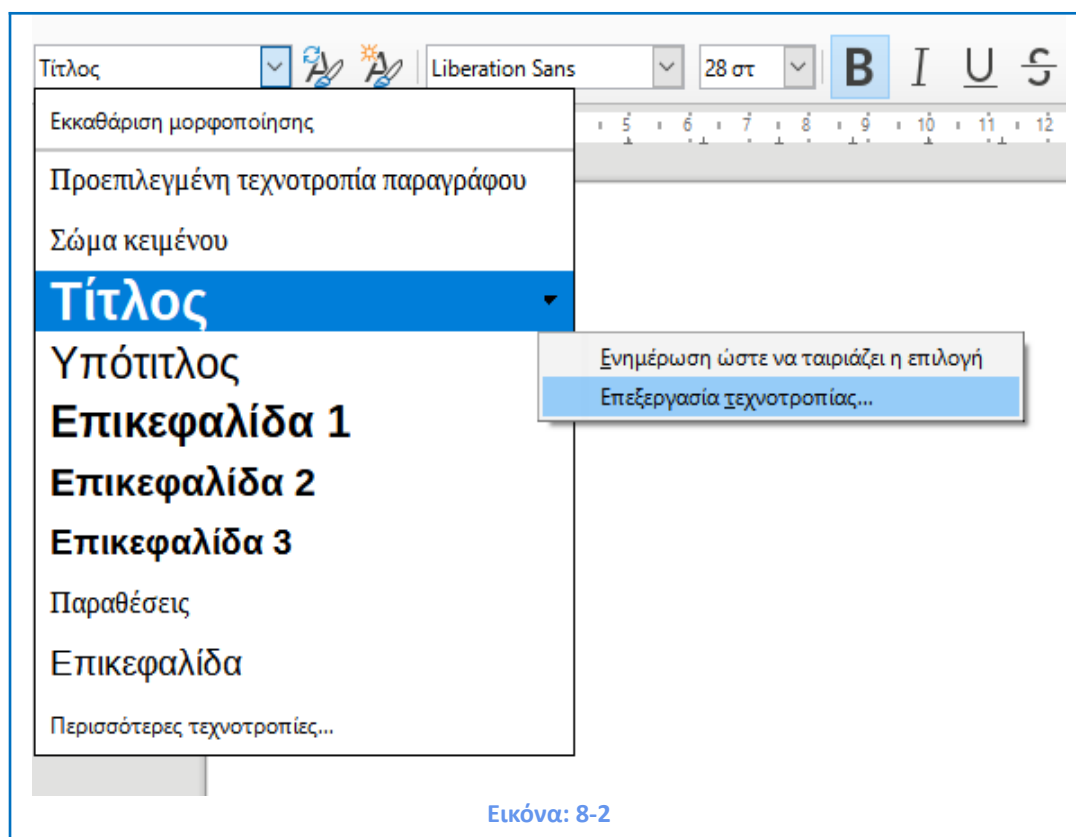 Τίτλος Liberation Sans 28 στ B I U S
Εκκαθάριση μορφοποίησης
5 6 7 8 9 10 11 12
Προεπιλεγμένη τεχνοτροπία παραγράφου
Σώμα κειμένου
Τίτλος
Υπότιτλος
Ενημέρωση ώστε να ταιριάζει η επιλογή
Επεξεργασία τεχνοτροπίας...
Επικεφαλίδα 1
Επικεφαλίδα 2
Επικεφαλίδα 3
Παραθέσεις
Επικεφαλίδα
Περισσότερες τεχνοτροπίες...
Εικόνα: 8-2